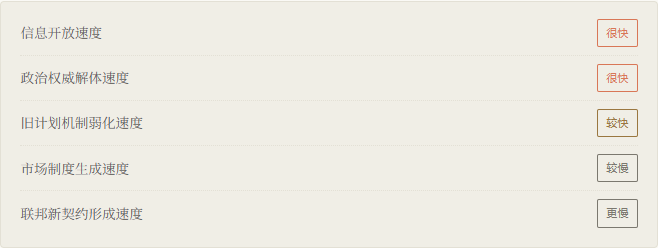 信息开放速度 很快
政治权威解体速度 很快
旧计划机制弱化速度 较快
市场制度生成速度 较慢
联邦新契约形成速度 更慢